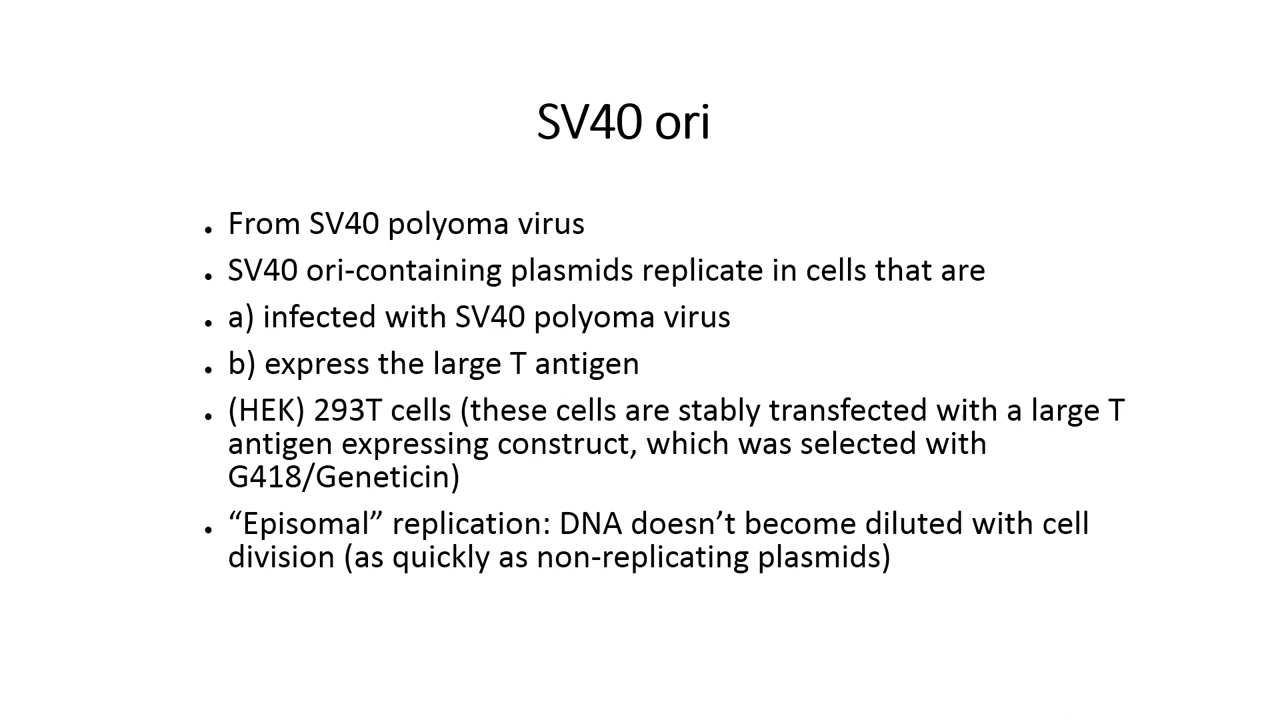 SV40 ori
• From SV40 polyoma virus
• SV40 ori-containing plasmids replicate in cells that are
• a) infected with SV40 polyoma virus
• b) express the large T antigen
• (HEK) 293T cells (these cells are stably transfected with a large T
antigen expressing construct, which was selected with
G418/Geneticin)
• “Episomal” replication: DNA doesn’t become diluted with cell
division (as quickly as non-replicating plasmids)